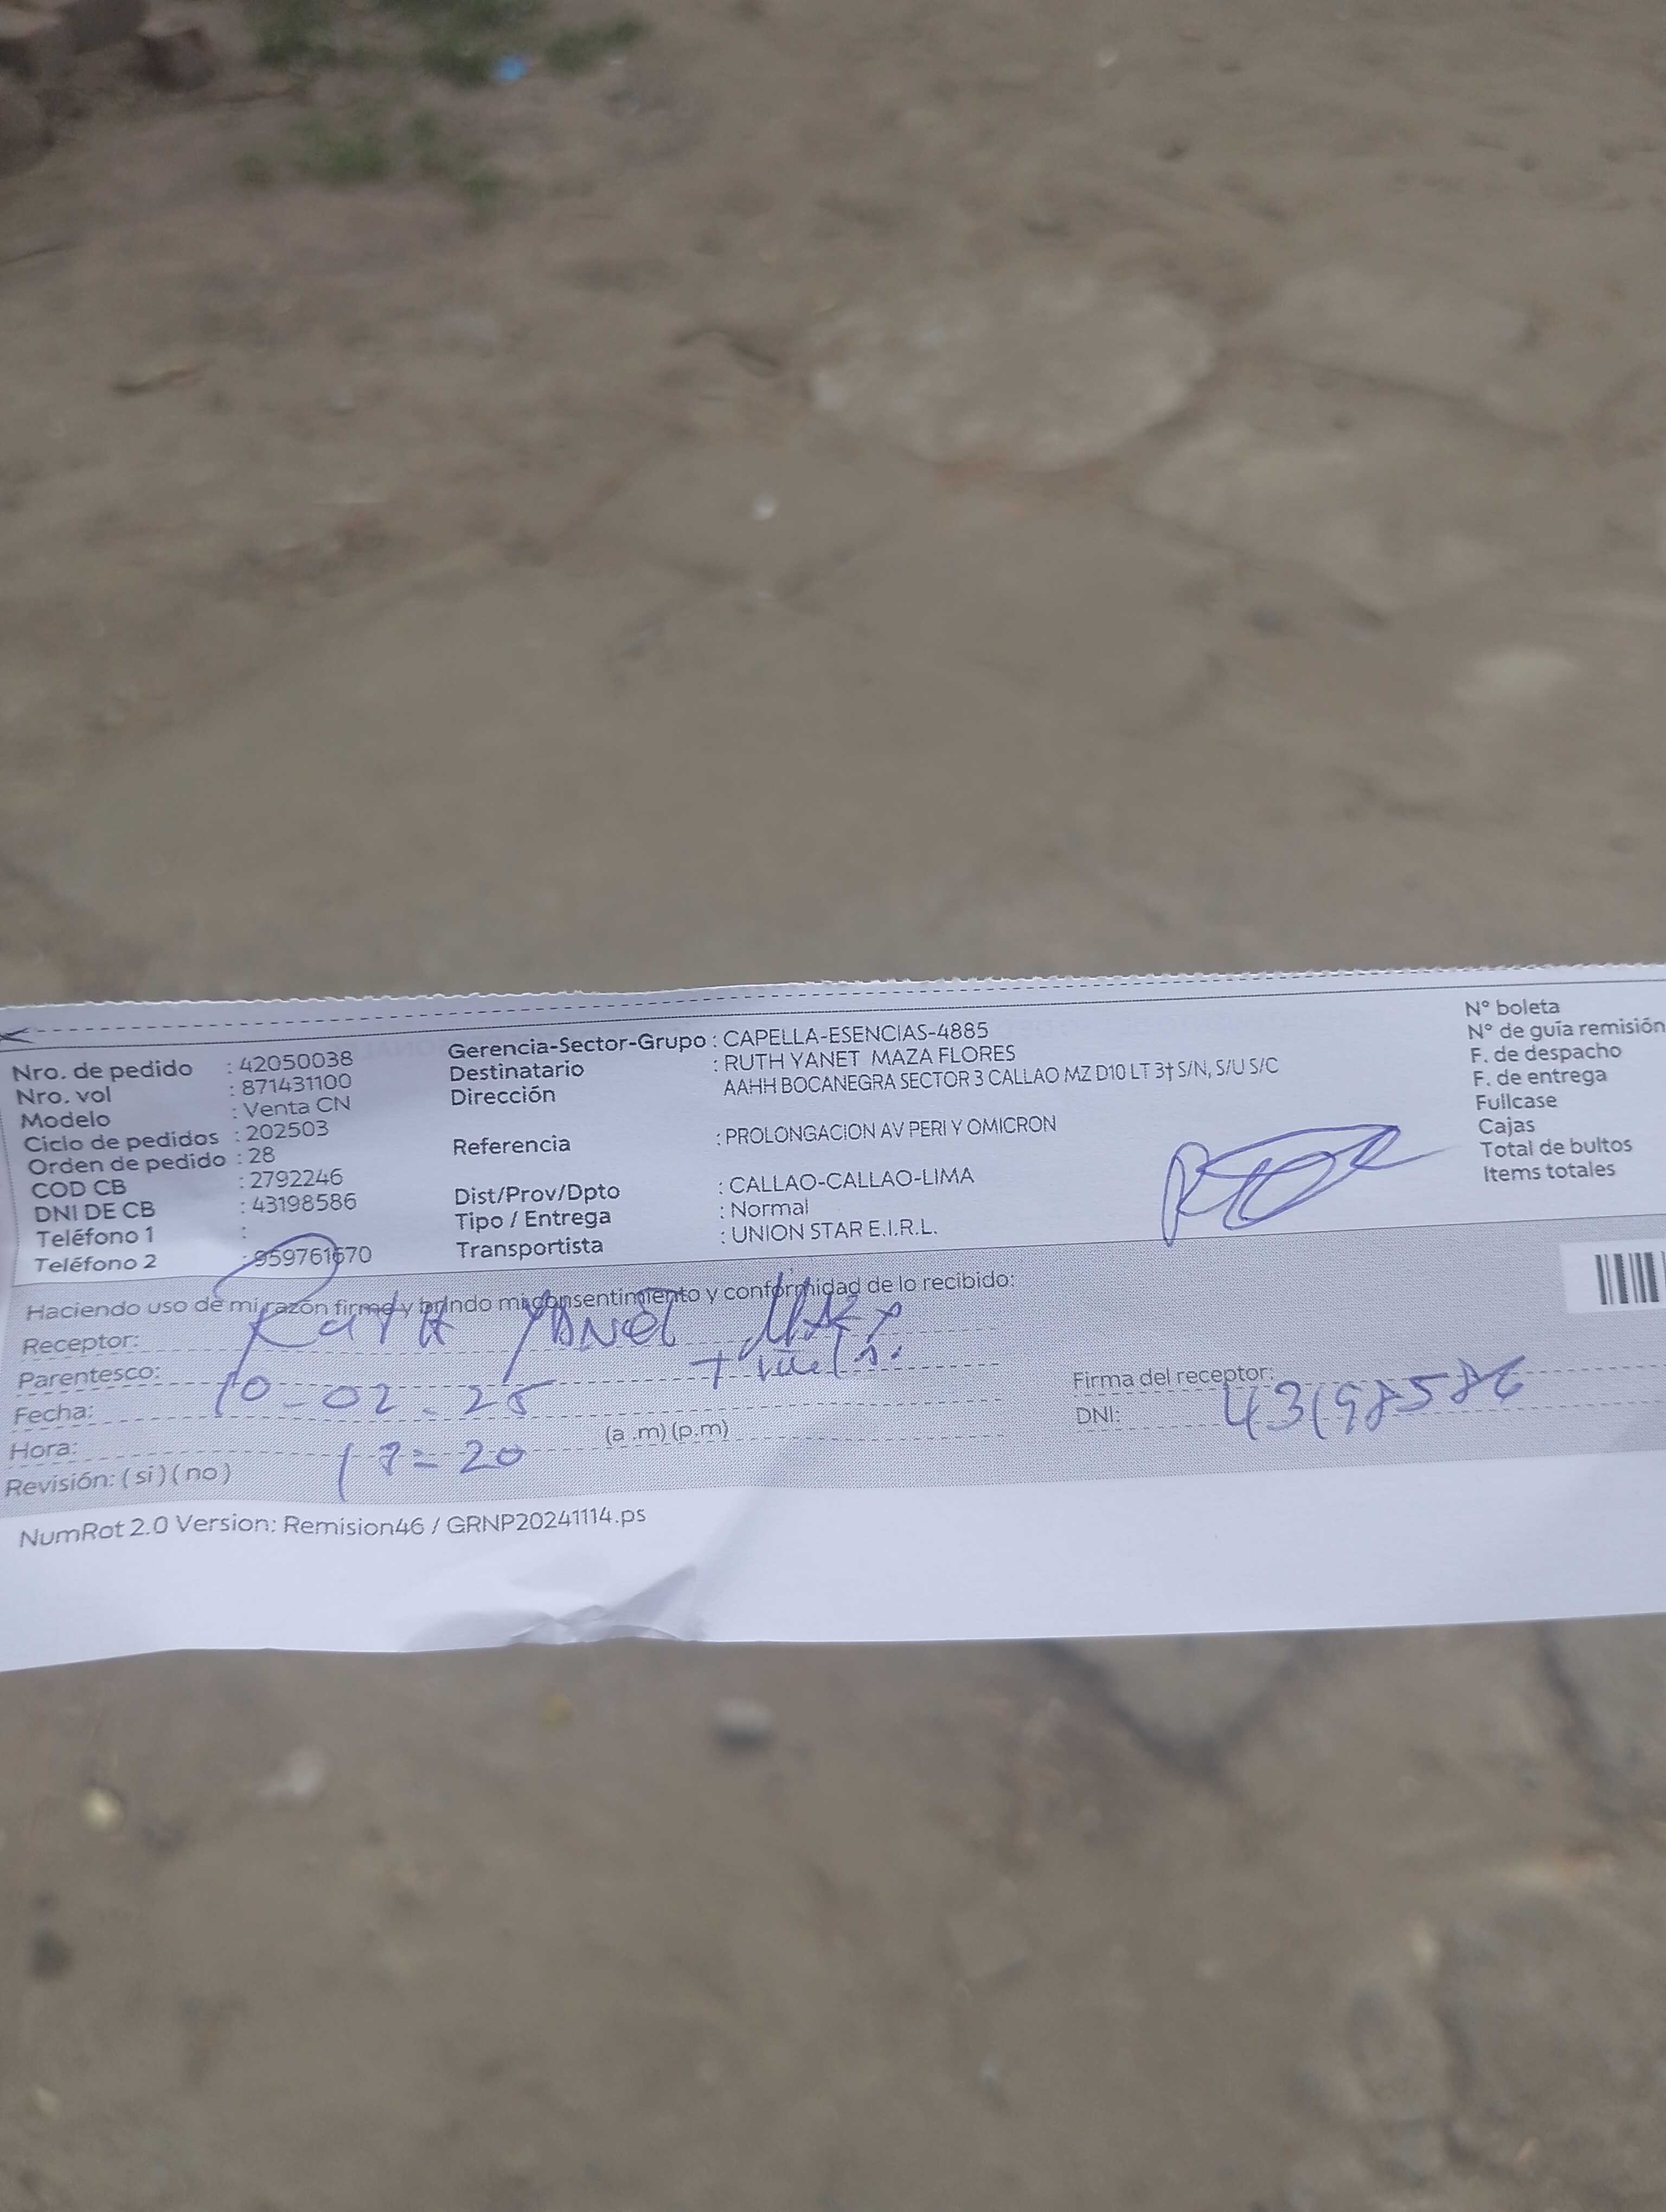 Nro. de pedido : 42050038
Nro. vol : 871431100
Modelo : Venta CN
Ciclo de pedidos : 202503
Orden de pedido : 28
COD CB : 2792246
DNI DE CB : 43198586
Teléfono 1 :
Teléfono 2 : 959761670
Gerencia-Sector-Grupo : CAPELLA-ESENCIAS-4885
Destinatario : RUTH YANET MAZA FLORES
Dirección AAHH BOCANEGRA SECTOR 3 CALLAO MZ D10 LT 3† S/N, S/U S/C
Referencia : PROLONGACION AV PERI Y OMICRON
Dist/Prov/Dpto : CALLAO-CALLAO-LIMA
Tipo / Entrega : Normal
Transportista : UNION STAR E.I.R.L.
N° boleta
N° de guía remisión
F. de despacho
F. de entrega
Fullcase
Cajas
Total de bultos
Items totales
Haciendo uso de mi razón firmo y brindo mi consentimiento y conformidad de lo recibido:
Receptor: Ruth Yanet
Parentesco:
Fecha: 10-02-25
Hora: 17=20 (a .m) (p.m)
Revisión: ( si ) ( no )
Firma del receptor:
DNI: 43198586
NumRot 2.0 Version: Remision46 / GRNP20241114.ps